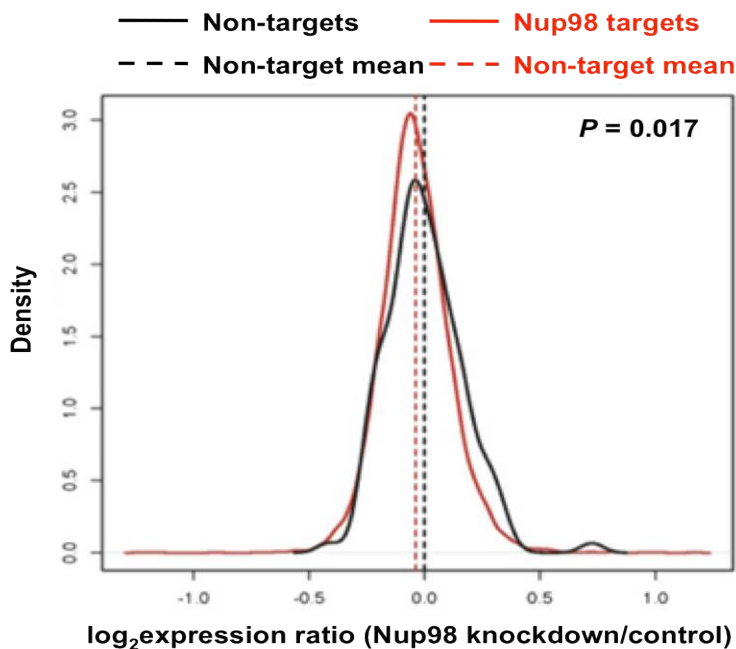 Non-targets
Nup98 targets
Non-target mean
Non-target mean
P = 0.017
3.0
2.5
2.0
1.5
1.0
0.5
0.0
Density
-1.0
-0.5
0.0
0.5
1.0
log₂expression ratio (Nup98 knockdown/control)